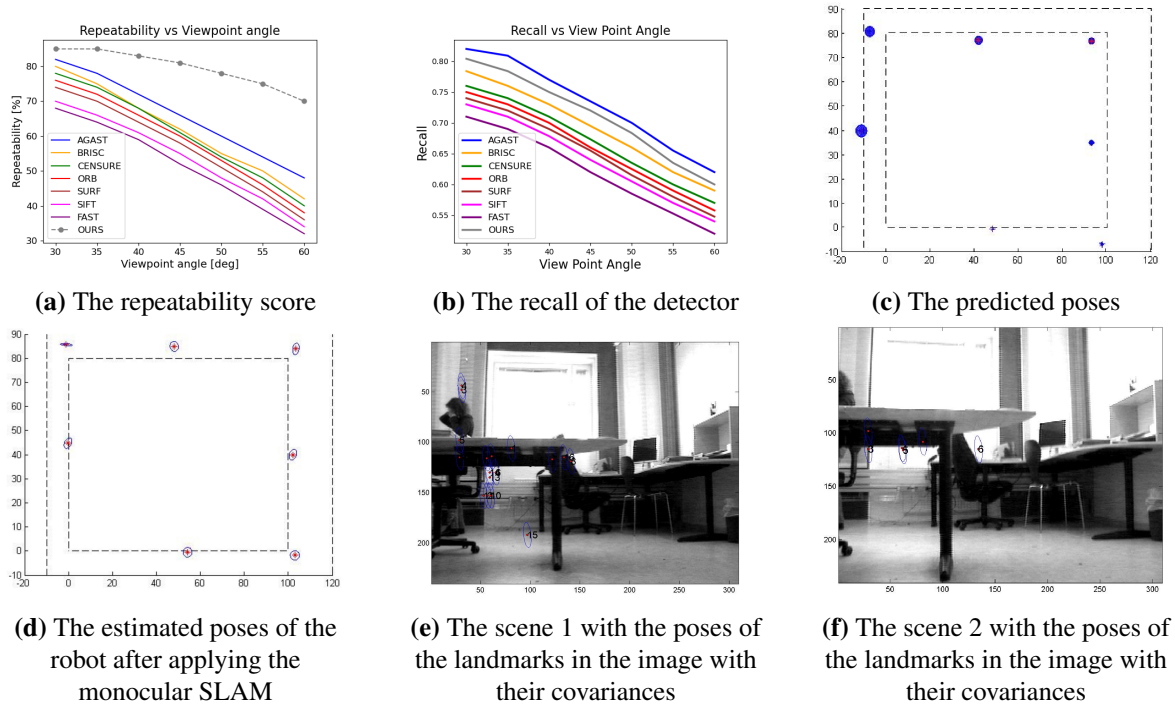 Repeatability vs Viewpoint angle
Repeatability [%]
80
70
60
50
40
30
AGAST
BRISC
CENSURE
ORB
SURF
SIFT
FAST
OURS
30 35 40 45 50 55 60
Viewpoint angle [deg]
(a) The repeatability score
Recall vs View Point Angle
Recall
0.80
0.75
0.70
0.65
0.60
0.55
AGAST
BRISC
CENSURE
ORB
SURF
SIFT
FAST
OURS
30 35 40 45 50 55 60
View Point Angle
(b) The recall of the detector
90
80
70
60
50
40
30
20
10
0
-10
-20 0 20 40 60 80 100 120
(c) The predicted poses
90
80
70
60
50
40
30
20
10
0
-10
-20 0 20 40 60 80 100 120
(d) The estimated poses of the
robot after applying the
monocular SLAM
50
100
150
200
50 100 150 200 250 300
13
10
15
(e) The scene 1 with the poses of
the landmarks in the image with
their covariances
50
100
150
200
50 100 150 200 250 300
3
5
6
(f) The scene 2 with the poses of
the landmarks in the image with
their covariances